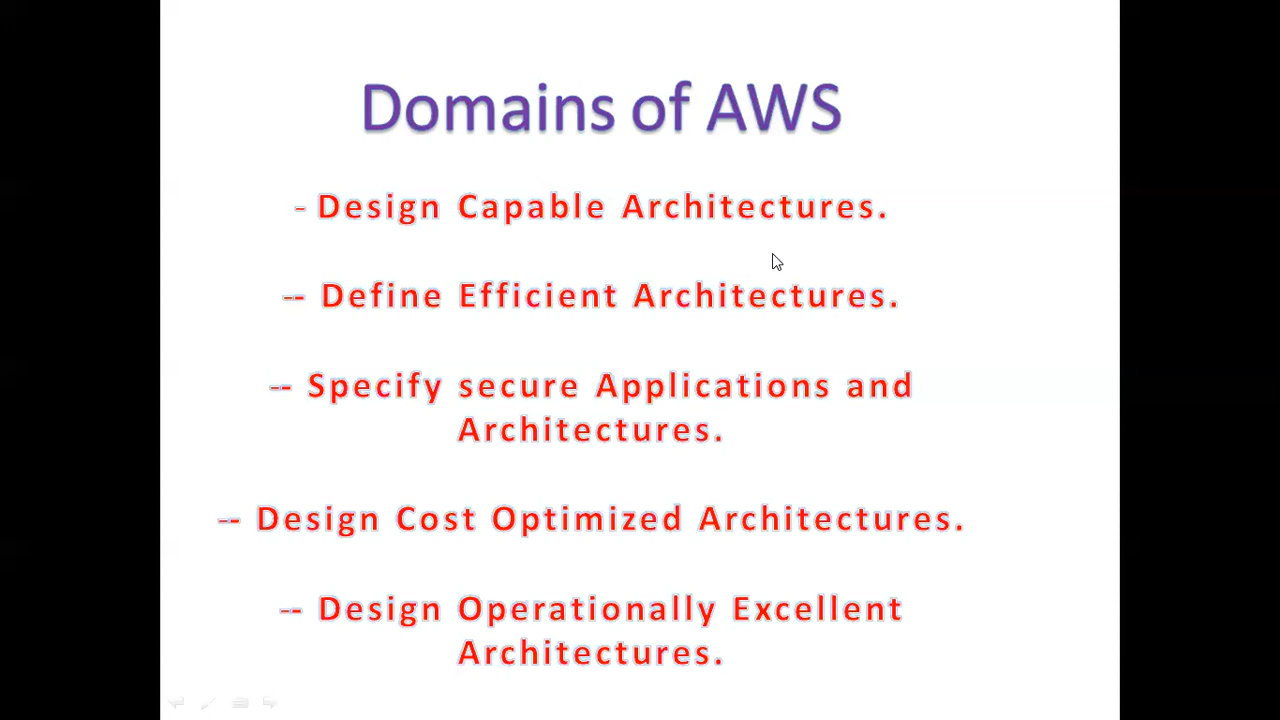 Domains of AWS
- Design Capable Architectures.
-- Define Efficient Architectures.
-- Specify secure Applications and
Architectures.
-- Design Cost Optimized Architectures.
-- Design Operationally Excellent
Architectures.